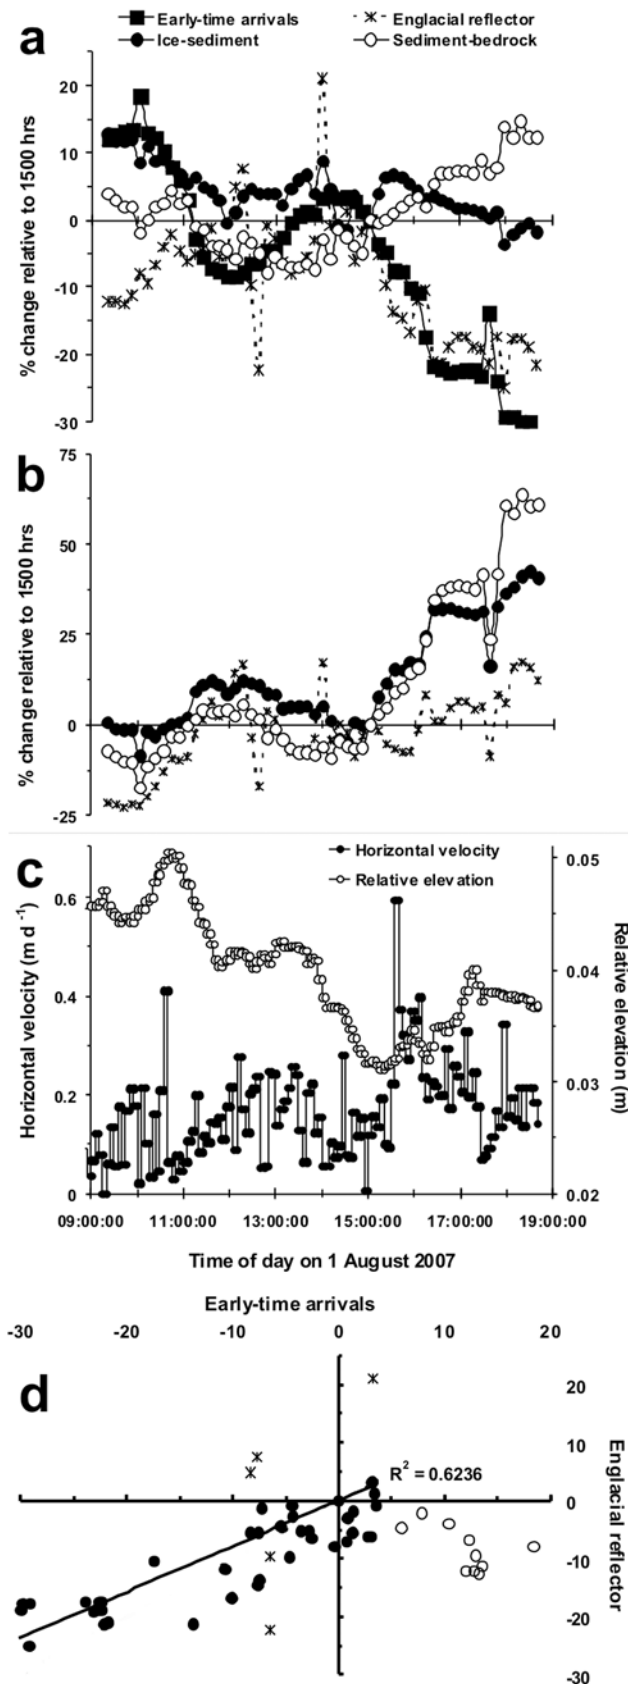 Early-time arrivals Englacial reflector
Ice-sediment Sediment-bedrock
a
% change relative to 1500 hrs
20
10
0
-10
-20
-30
b
% change relative to 1500 hrs
75
50
25
0
-25
c
Horizontal velocity
Relative elevation
Horizontal velocity (m d -1)
0.6
0.4
0.2
0
Relative elevation (m)
0.05
0.04
0.03
0.02
09:00:00 11:00:00 13:00:00 15:00:00 17:00:00 19:00:00
Time of day on 1 August 2007
Early-time arrivals
-30 -20 -10 0 10 20
d
R2 = 0.6236
Englacial reflector
20
10
0
-10
-20
-30